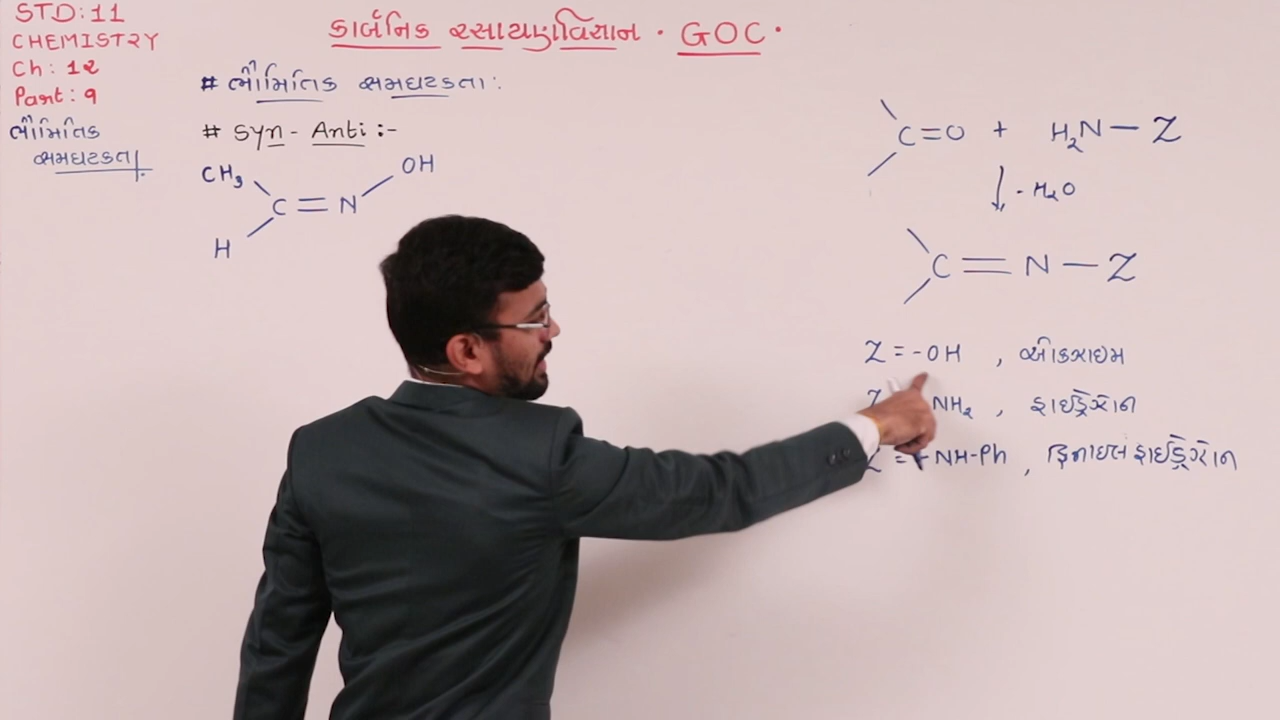 STD:11
CHEMISTRY
Ch: 12
Part: 9
ભૌમિતિક
સમઘટકતા.
કાર્બનિક રસાયણવિજ્ઞાન · GOC·
# ભૌમિતિક સમઘટકતા:
# Syn - Anti :-
CH₃
OH
C = N
H
C=O + H₂N — Z
↓ - H₂O
C = N — Z
Z = -OH , ઓક્ઝાઇમ
Z NH₂ , હાઇડ્રેઝોન
Z = -NH-Ph , ફિનાઇલ હાઇડ્રેઝોન